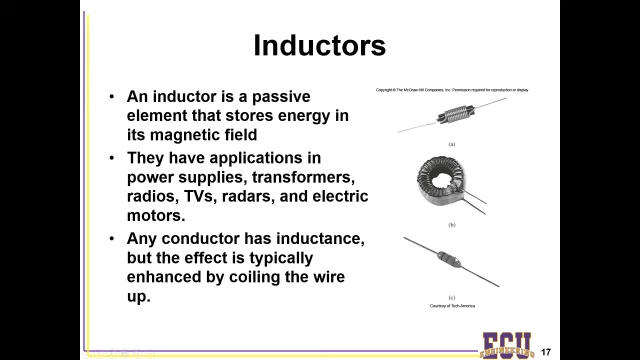 Inductors
• An inductor is a passive
element that stores energy in
its magnetic field
• They have applications in
power supplies, transformers,
radios, TVs, radars, and electric
motors.
• Any conductor has inductance,
but the effect is typically
enhanced by coiling the wire
up.
Copyright © The McGraw-Hill Companies, Inc. Permission required for reproduction or display.
(a)
(b)
(c)
Courtesy of Tech America
ECU
ENGINEERING
17